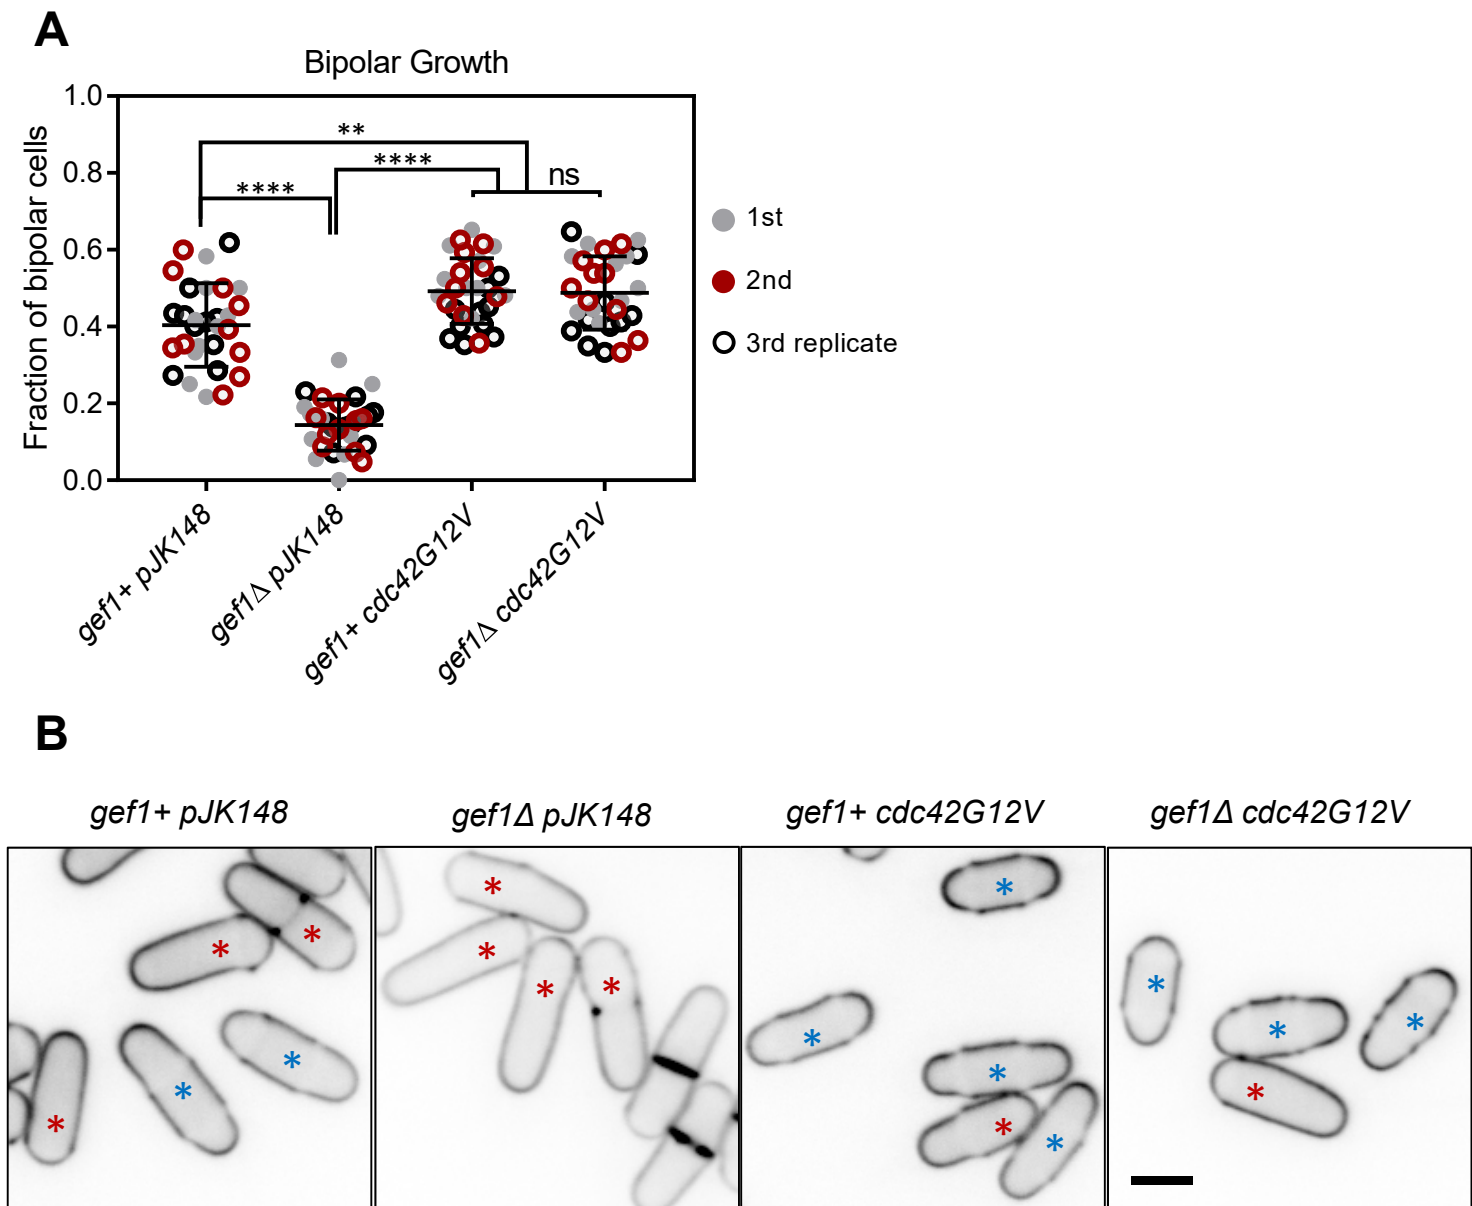 A
Bipolar Growth
Fraction of bipolar cells
1.0
0.8
0.6
0.4
0.2
0.0
**
****
****
ns
1st
2nd
3rd replicate
gef1+ pJK148
gef1Δ pJK148
gef1+ cdc42G12V
gef1Δ cdc42G12V
B
gef1+ pJK148
gef1Δ pJK148
gef1+ cdc42G12V
gef1Δ cdc42G12V